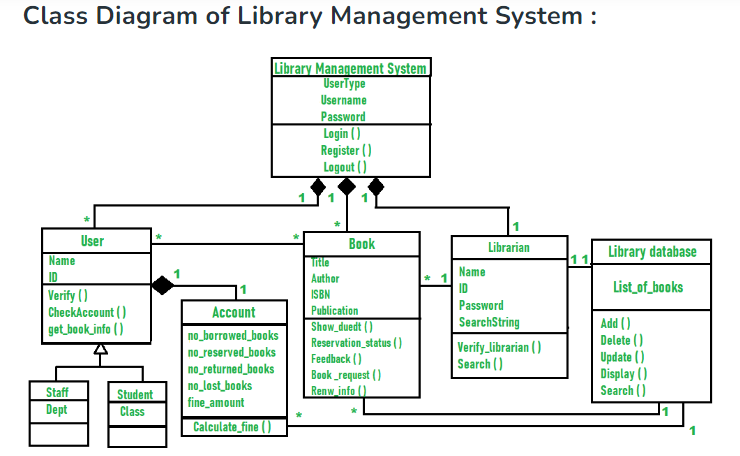 Class Diagram of Library Management System :
Library Management System
UserType
Username
Password
Login ( )
Register ( )
Logout ( )
1
1
1
*
*
1
User
Name
ID
Verify ( )
CheckAccount ( )
get_book_info ( )
*
*
1
1
Book
Title
Author
ISBN
Publication
Show_duedt ( )
Reservation_status ( )
Feedback ( )
Book_request ( )
Renw_info ( )
* 1
Librarian
Name
ID
Password
SearchString
Verify_librarian ( )
Search ( )
1 1
Library database
List_of_books
Add ( )
Delete ( )
Update ( )
Display ( )
Search ( )
Account
no_borrowed_books
no_reserved_books
no_returned_books
no_lost_books
fine_amount
Calculate_fine ( )
Staff
Dept
Student
Class
*
*
1
1